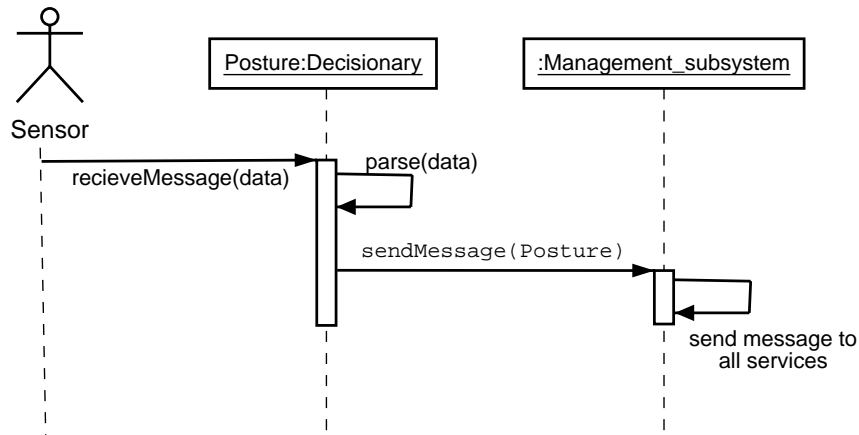 Posture:Decisionary
:Management_subsystem
Sensor
recieveMessage(data)
parse(data)
sendMessage(Posture)
send message to
all services